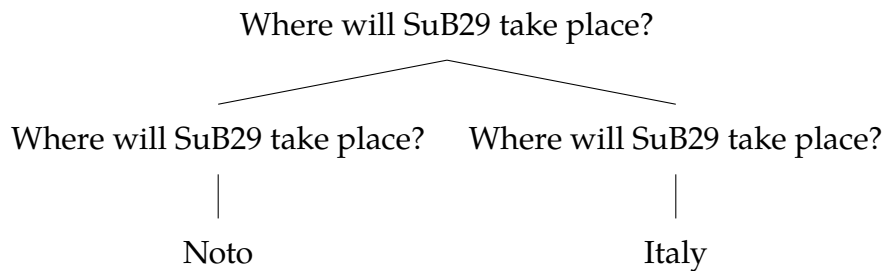 Where will SuB29 take place?
Where will SuB29 take place? Where will SuB29 take place?
Noto Italy